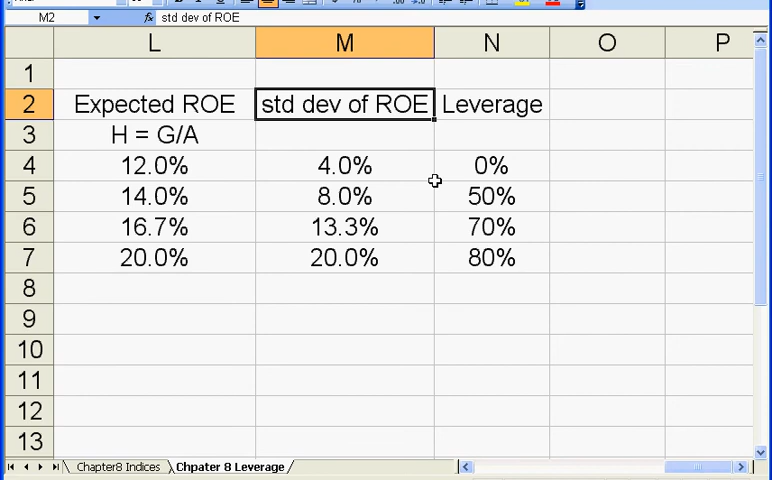 M2 fx std dev of ROE
L M N O P
1
2 Expected ROE std dev of ROE Leverage
3 H = G/A
4 12.0% 4.0% 0%
5 14.0% 8.0% 50%
6 16.7% 13.3% 70%
7 20.0% 20.0% 80%
8
9
10
11
12
13
Chapter8 Indices Chpater 8 Leverage